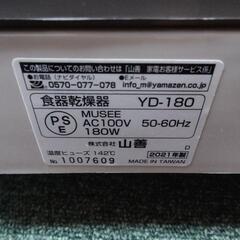 この製品についてのお問い合わせは「山善 家電お客様サービス係」
●お電話（ナビダイヤル） ●Eメール
0570-077-078 info_m@yamazen.co.jp
食器乾燥器 YD-180
PSE
MUSEE
AC100V 50-60Hz
180W
株式会社 山善
D
温度ヒューズ 142℃ 2021年製
No 1007609 MADE IN TAIWAN